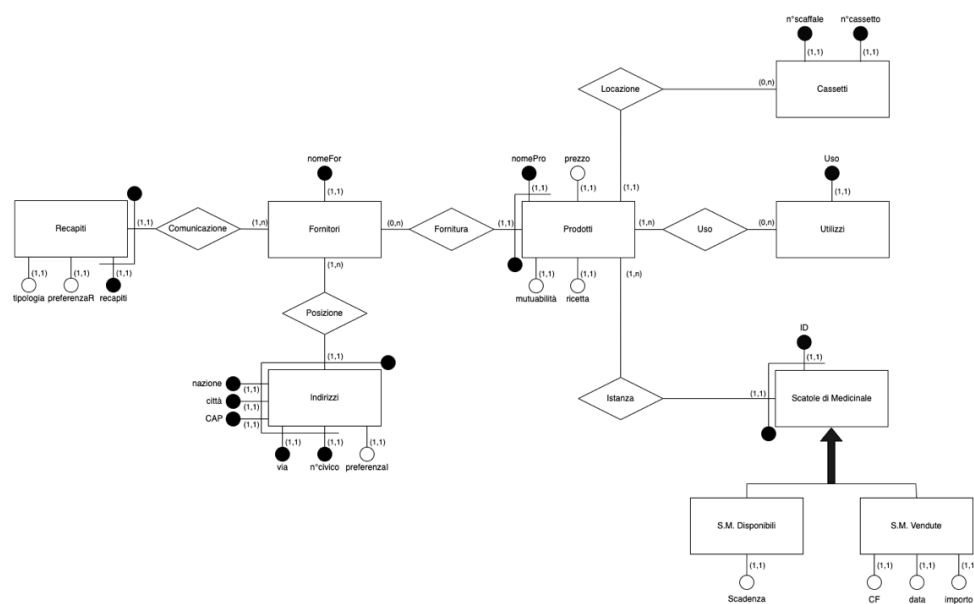 n°scaffale n°cassetto
(1,1) (1,1)
Locazione (0,n) Cassetti
nomeFor nomePro prezzo Uso
(1,1) (1,1) (1,1) (1,1) (1,1)
Recapiti (1,1) Comunicazione (1,n) Fornitori (0,n) Fornitura (1,1) Prodotti (1,n) Uso (0,n) Utilizzi
(1,1) (1,1) (1,1) (1,n) (1,1) (1,1) (1,n)
tipologia preferenzaR recapiti mutuabilità ricetta
Posizione
ID
(1,1) (1,1)
nazione (1,1)
città (1,1) Indirizzi Istanza (1,1) Scatole di Medicinale
CAP (1,1)
(1,1) (1,1) (1,1)
via n°civico preferenzaI
S.M. Disponibili S.M. Vendute
(1,1) (1,1) (1,1) (1,1
Scadenza CF data importo